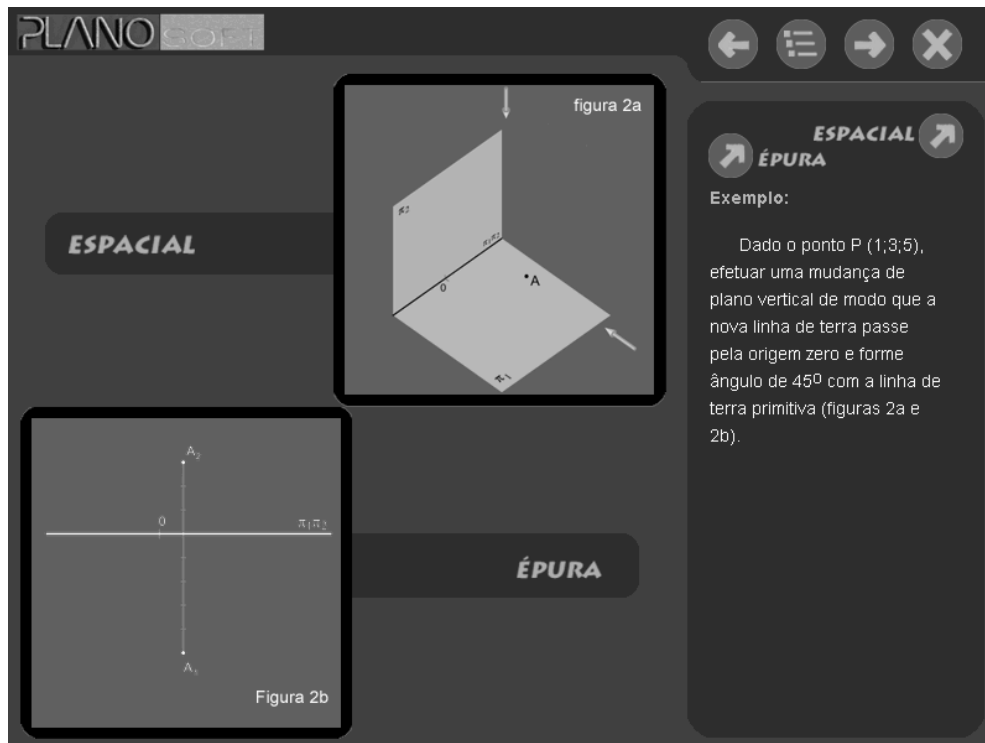 PLANO SOFT
figura 2a
π2
π1π2
0
A
π1
ESPACIAL
A2
0
π1π2
A1
Figura 2b
ÉPURA
ESPACIAL
ÉPURA
Exemplo:
Dado o ponto P (1;3;5),
efetuar uma mudança de
plano vertical de modo que a
nova linha de terra passe
pela origem zero e forme
ângulo de 45º com a linha de
terra primitiva (figuras 2a e
2b).